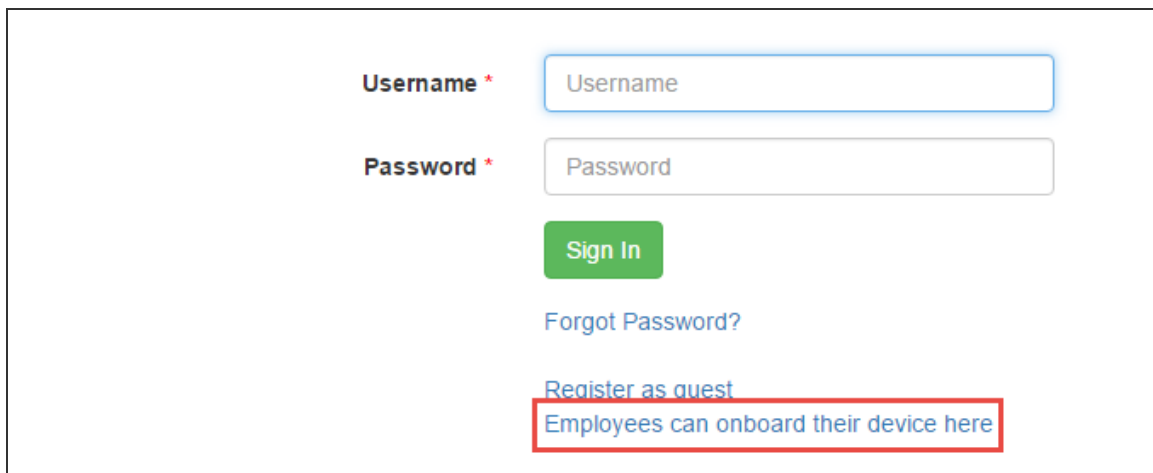 Username * Username
Password * Password
Sign In
Forgot Password?
Register as guest
Employees can onboard their device here